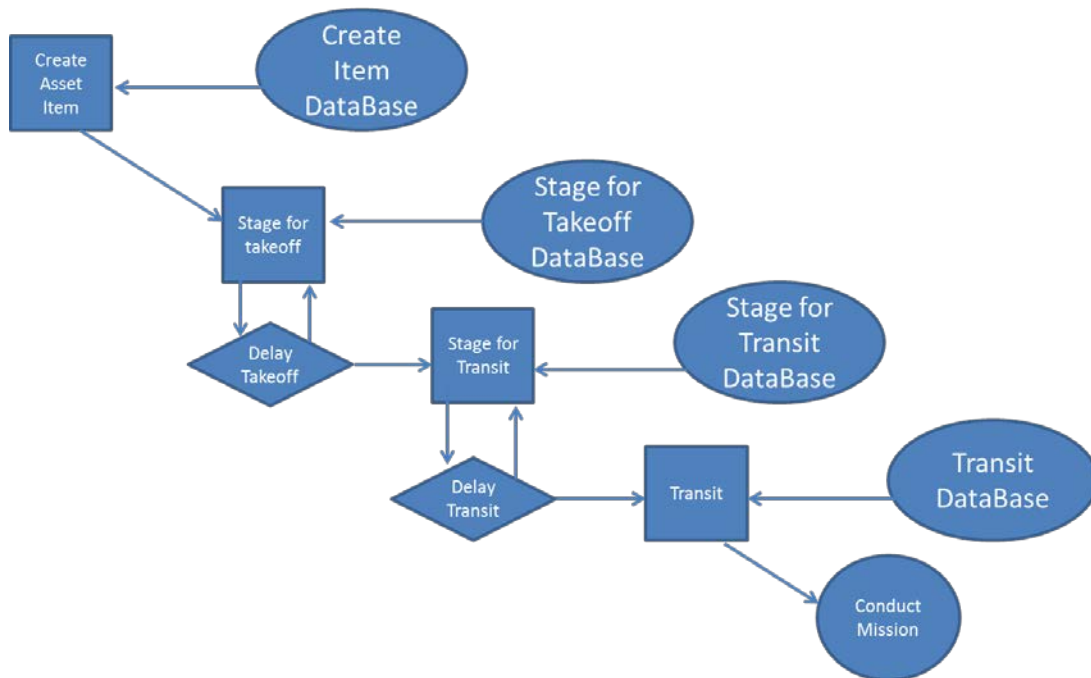 Create
Asset
Item
Create
Item
DataBase
Stage for
takeoff
Stage for
Takeoff
DataBase
Delay
Takeoff
Stage for
Transit
Stage for
Transit
DataBase
Delay
Transit
Transit
Transit
DataBase
Conduct
Mission